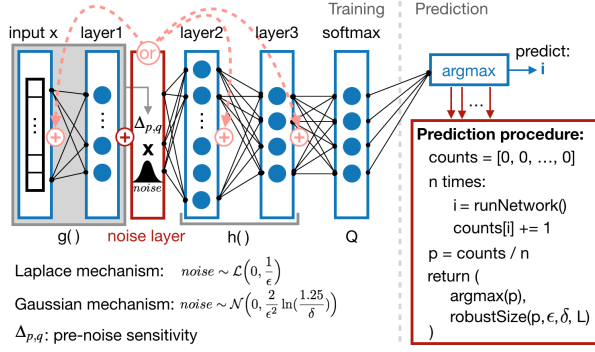 Training
Prediction
input x
layer1
or
layer2
layer3
softmax
predict:
argmax
i
...
Δp,q
x
noise
Prediction procedure:
counts = [0, 0, ..., 0]
n times:
i = runNetwork()
counts[i] += 1
p = counts / n
return (
argmax(p),
robustSize(p,ϵ,δ, L)
)
g()
noise layer
h()
Q
Laplace mechanism: noise ∼ L(0, 1/ϵ)
Gaussian mechanism: noise ∼ N(0, 2/ϵ² ln(1.25/δ))
Δp,q: pre-noise sensitivity